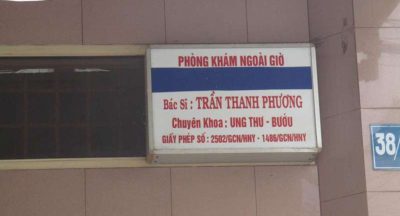 PHÒNG KHÁM NGOÀI GIỜ
Bác Sĩ : TRẦN THANH PHƯƠNG
Chuyên Khoa : UNG THƯ - BƯỚU
GIẤY PHÉP SỐ : 2502/GCN/HNY - 1486/GCN/HNY
38/